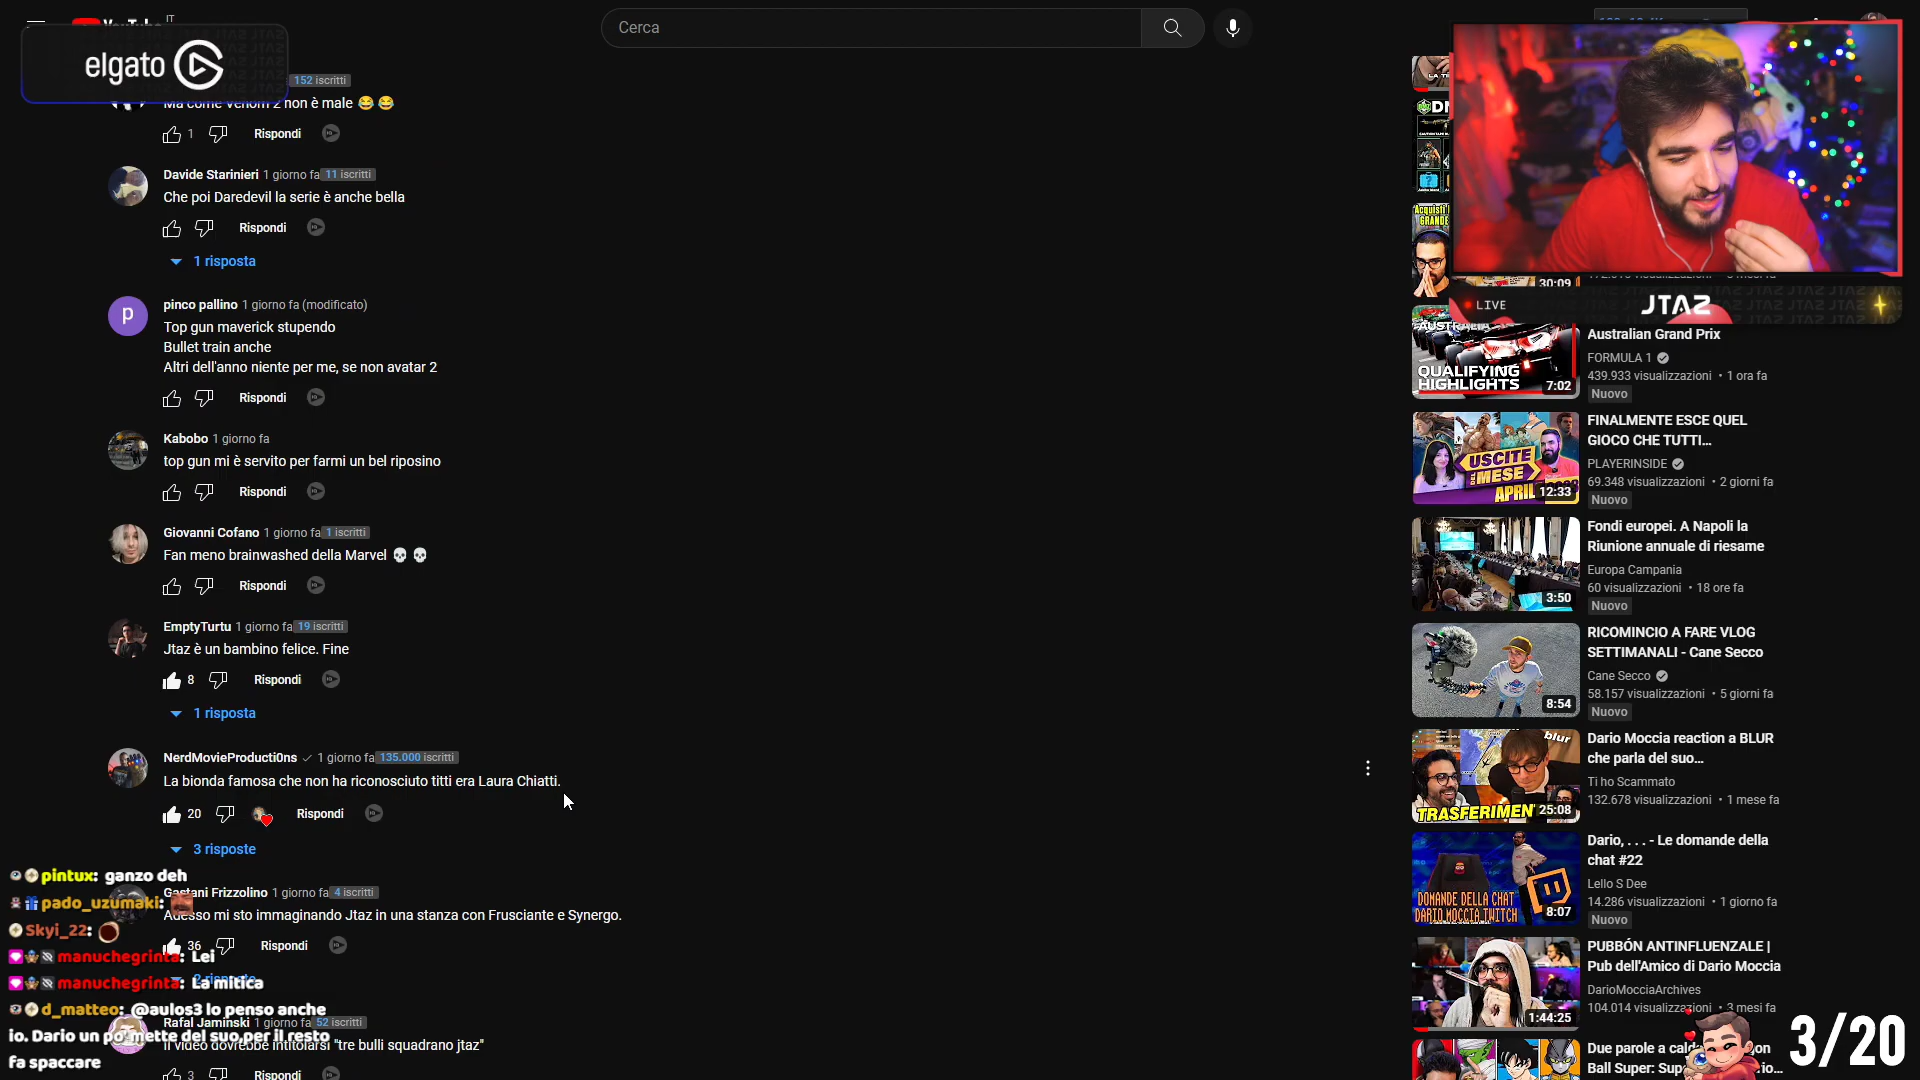 elgato
IT
Cerca
152 iscritti
Ma come venom 2 non è male 😂😂
1
Rispondi
Davide Starinieri 1 giorno fa 11 iscritti
Che poi Daredevil la serie è anche bella
Rispondi
1 risposta
pinco pallino 1 giorno fa (modificato)
P
Top gun maverick stupendo
Bullet train anche
Altri dell'anno niente per me, se non avatar 2
Rispondi
Kabobo 1 giorno fa
top gun mi è servito per farmi un bel riposino
Rispondi
Giovanni Cofano 1 giorno fa 1 iscritti
Fan meno brainwashed della Marvel 💀💀
Rispondi
EmptyTurtu 1 giorno fa 19 iscritti
Jtaz è un bambino felice. Fine
8
Rispondi
1 risposta
NerdMovieProducti0ns 1 giorno fa 135.000 iscritti
La bionda famosa che non ha riconosciuto titti era Laura Chiatti.
20
Rispondi
3 risposte
Gastani Frizzolino 1 giorno fa 4 iscritti
Adesso mi sto immaginando Jtaz in una stanza con Frusciante e Synergo.
36
Rispondi
Rafal Jaminski 1 giorno fa 52 iscritti
Il video dovrebbe intitolarsi "tre bulli squadrano jtaz"
3
Rispondi
pintux: ganzo deh
pado_uzumaki:
Skyi_22:
manuchegrinta: Lei
manuchegrinta: La mitica
d_matteo: @aulos3 lo penso anche
io. Dario un po' mette del suo,per il resto
fa spaccare
LIVE
JTAZ
30:09
Australian Grand Prix
FORMULA 1
439.933 visualizzazioni • 1 ora fa
Nuovo
QUALIFYING
HIGHLIGHTS
7:02
FINALMENTE ESCE QUEL
GIOCO CHE TUTTI...
PLAYERINSIDE
69.348 visualizzazioni • 2 giorni fa
Nuovo
USCITE
DEL MESE
APRIL
12:33
Fondi europei. A Napoli la
Riunione annuale di riesame
Europa Campania
60 visualizzazioni • 18 ore fa
Nuovo
3:50
RICOMINCIO A FARE VLOG
SETTIMANALI - Cane Secco
Cane Secco
58.157 visualizzazioni • 5 giorni fa
Nuovo
8:54
Dario Moccia reaction a BLUR
che parla del suo...
Ti ho Scammato
132.678 visualizzazioni • 1 mese fa
blur
TRASFERIMEN
25:08
Dario, . . . - Le domande della
chat #22
Lello S Dee
14.286 visualizzazioni • 1 giorno fa
Nuovo
DOMANDE DELLA CHAT
DARIO MOCCIA TWITCH
8:07
PUBBÓN ANTINFLUENZALE |
Pub dell'Amico di Dario Moccia
DarioMocciaArchives
104.014 visualizzazioni • 3 mesi fa
1:44:25
3/20